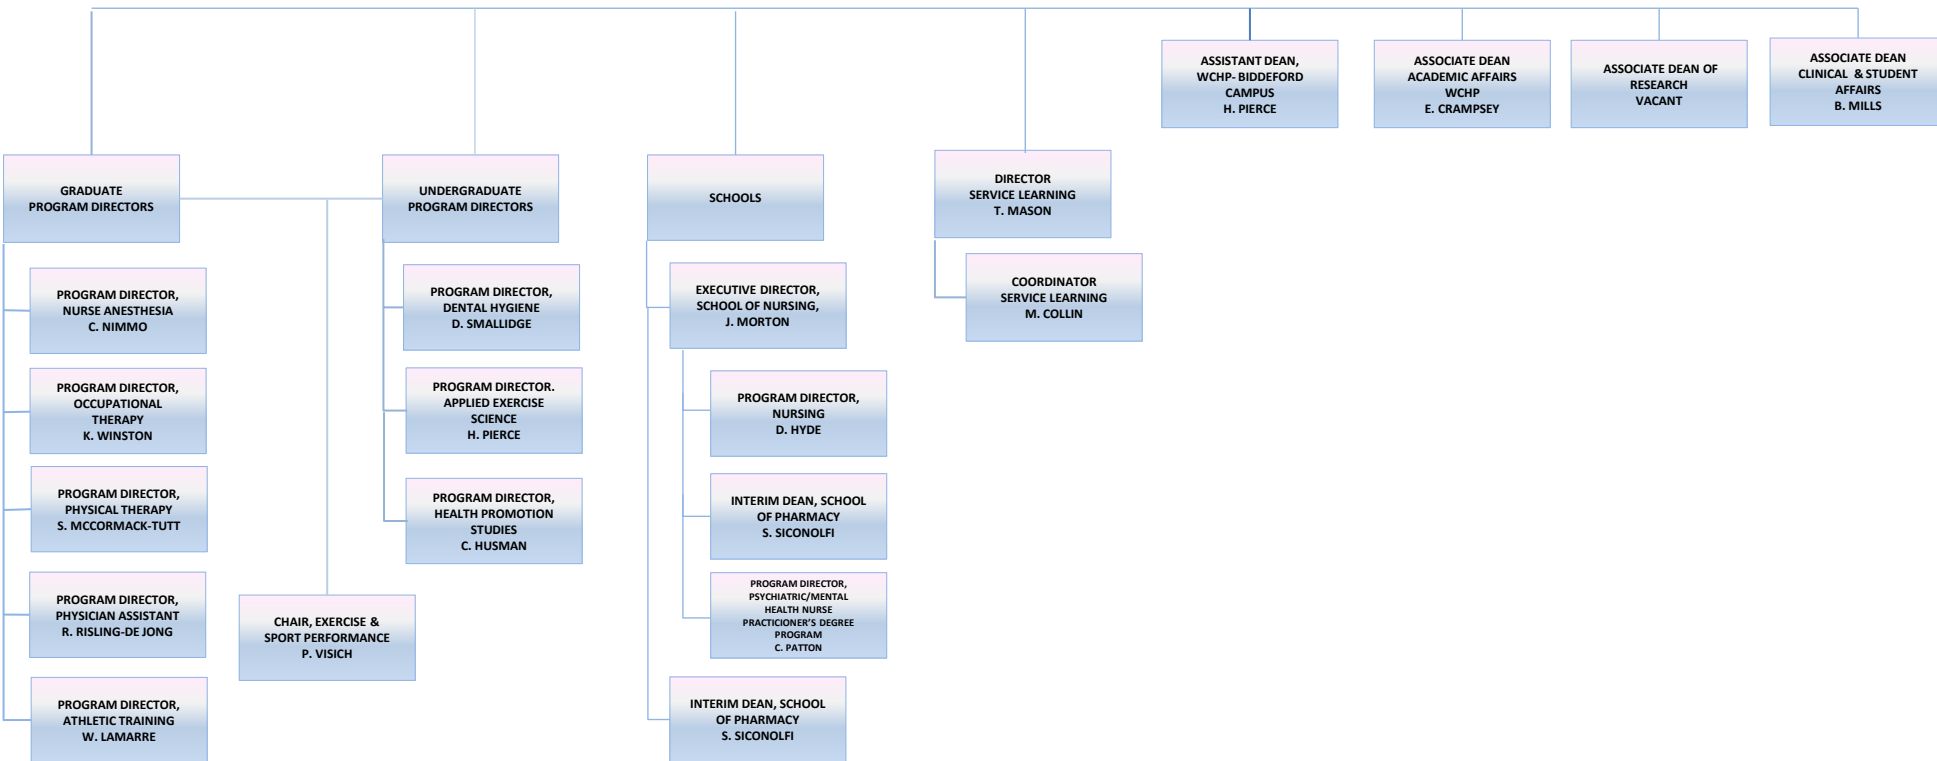 ASSISTANT DEAN,
WCHP- BIDDEFORD
CAMPUS
H. PIERCE
ASSOCIATE DEAN
ACADEMIC AFFAIRS
WCHP
E. CRAMPSEY
ASSOCIATE DEAN OF
RESEARCH
VACANT
ASSOCIATE DEAN
CLINICAL & STUDENT
AFFAIRS
B. MILLS
GRADUATE
PROGRAM DIRECTORS
UNDERGRADUATE
PROGRAM DIRECTORS
SCHOOLS
DIRECTOR
SERVICE LEARNING
T. MASON
PROGRAM DIRECTOR,
NURSE ANESTHESIA
C. NIMMO
PROGRAM DIRECTOR,
OCCUPATIONAL
THERAPY
K. WINSTON
PROGRAM DIRECTOR,
PHYSICAL THERAPY
S. MCCORMACK-TUTT
PROGRAM DIRECTOR,
PHYSICIAN ASSISTANT
R. RISLING-DE JONG
PROGRAM DIRECTOR,
ATHLETIC TRAINING
W. LAMARRE
CHAIR, EXERCISE &
SPORT PERFORMANCE
P. VISICH
PROGRAM DIRECTOR,
DENTAL HYGIENE
D. SMALLIDGE
PROGRAM DIRECTOR.
APPLIED EXERCISE
SCIENCE
H. PIERCE
PROGRAM DIRECTOR,
HEALTH PROMOTION
STUDIES
C. HUSMAN
EXECUTIVE DIRECTOR,
SCHOOL OF NURSING,
J. MORTON
PROGRAM DIRECTOR,
NURSING
D. HYDE
INTERIM DEAN, SCHOOL
OF PHARMACY
S. SICONOLFI
PROGRAM DIRECTOR,
PSYCHIATRIC/MENTAL
HEALTH NURSE
PRACTICIONER'S DEGREE
PROGRAM
C. PATTON
INTERIM DEAN, SCHOOL
OF PHARMACY
S. SICONOLFI
COORDINATOR
SERVICE LEARNING
M. COLLIN